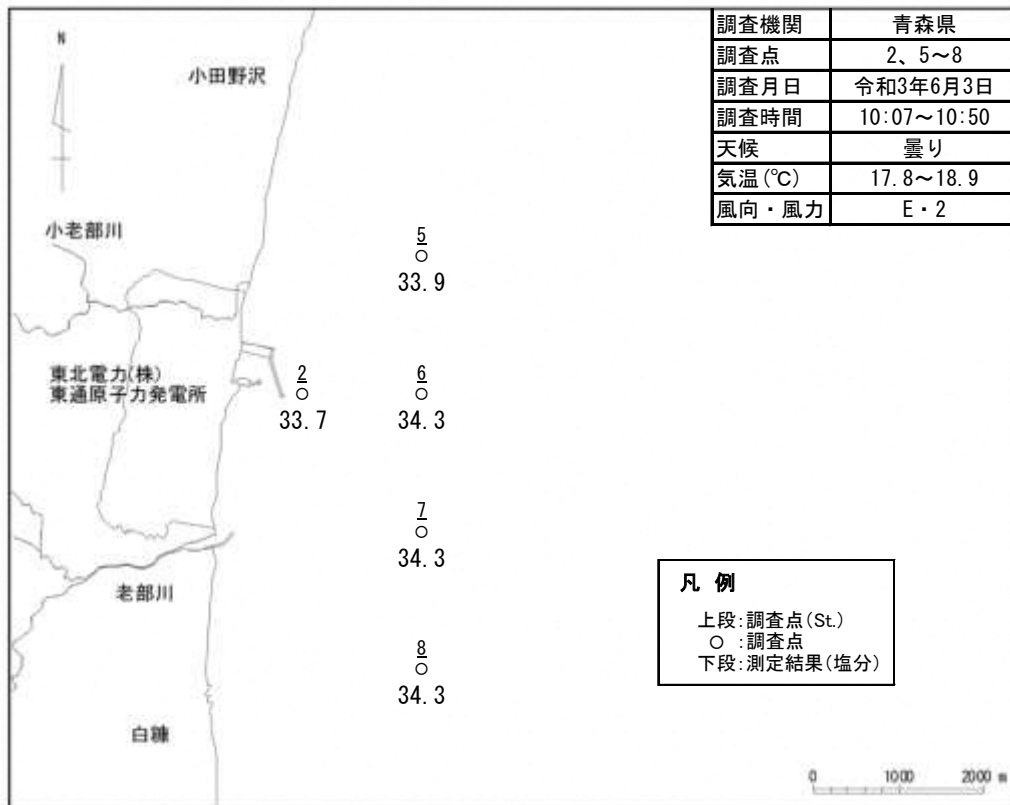 調査機関 青森県
調査点 2、5～8
調査月日 令和3年6月3日
調査時間 10:07～10:50
天候 曇り
気温(℃) 17.8～18.9
風向・風力 E・2
N
小田野沢
小老部川
5
33.9
東北電力(株)
東通原子力発電所
2
33.7
6
34.3
7
34.3
老部川
8
34.3
白糠
凡 例
上段:調査点(St.)
○ :調査点
下段:測定結果(塩分)
0 1000 2000 m